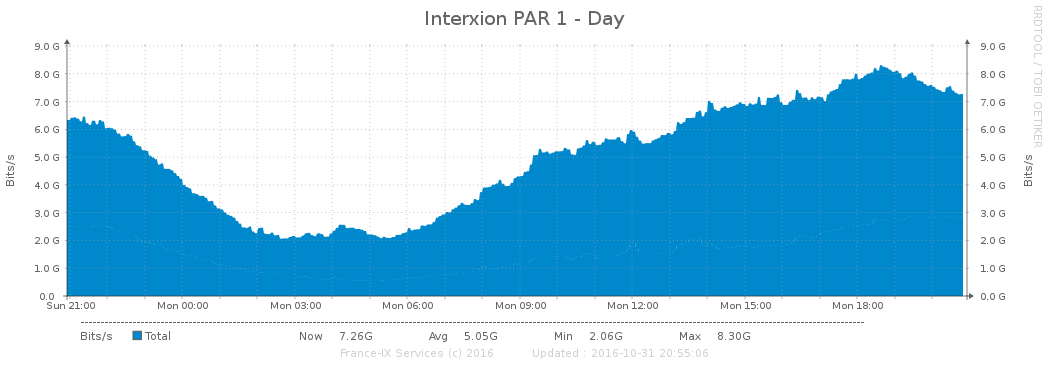 Interxion PAR 1 - Day
RRDTOOL / TOBI OETIKER
Bits/s
9.0 G 9.0 G
8.0 G 8.0 G
7.0 G 7.0 G
6.0 G 6.0 G
5.0 G 5.0 G
4.0 G 4.0 G
3.0 G 3.0 G
2.0 G 2.0 G
1.0 G 1.0 G
0.0 0.0 G
Bits/s
Sun 21:00 Mon 00:00 Mon 03:00 Mon 06:00 Mon 09:00 Mon 12:00 Mon 15:00 Mon 18:00
Bits/s Total Now 7.26G Avg 5.05G Min 2.06G Max 8.30G
France-IX Services (c) 2016 Updated : 2016-10-31 20:55:06